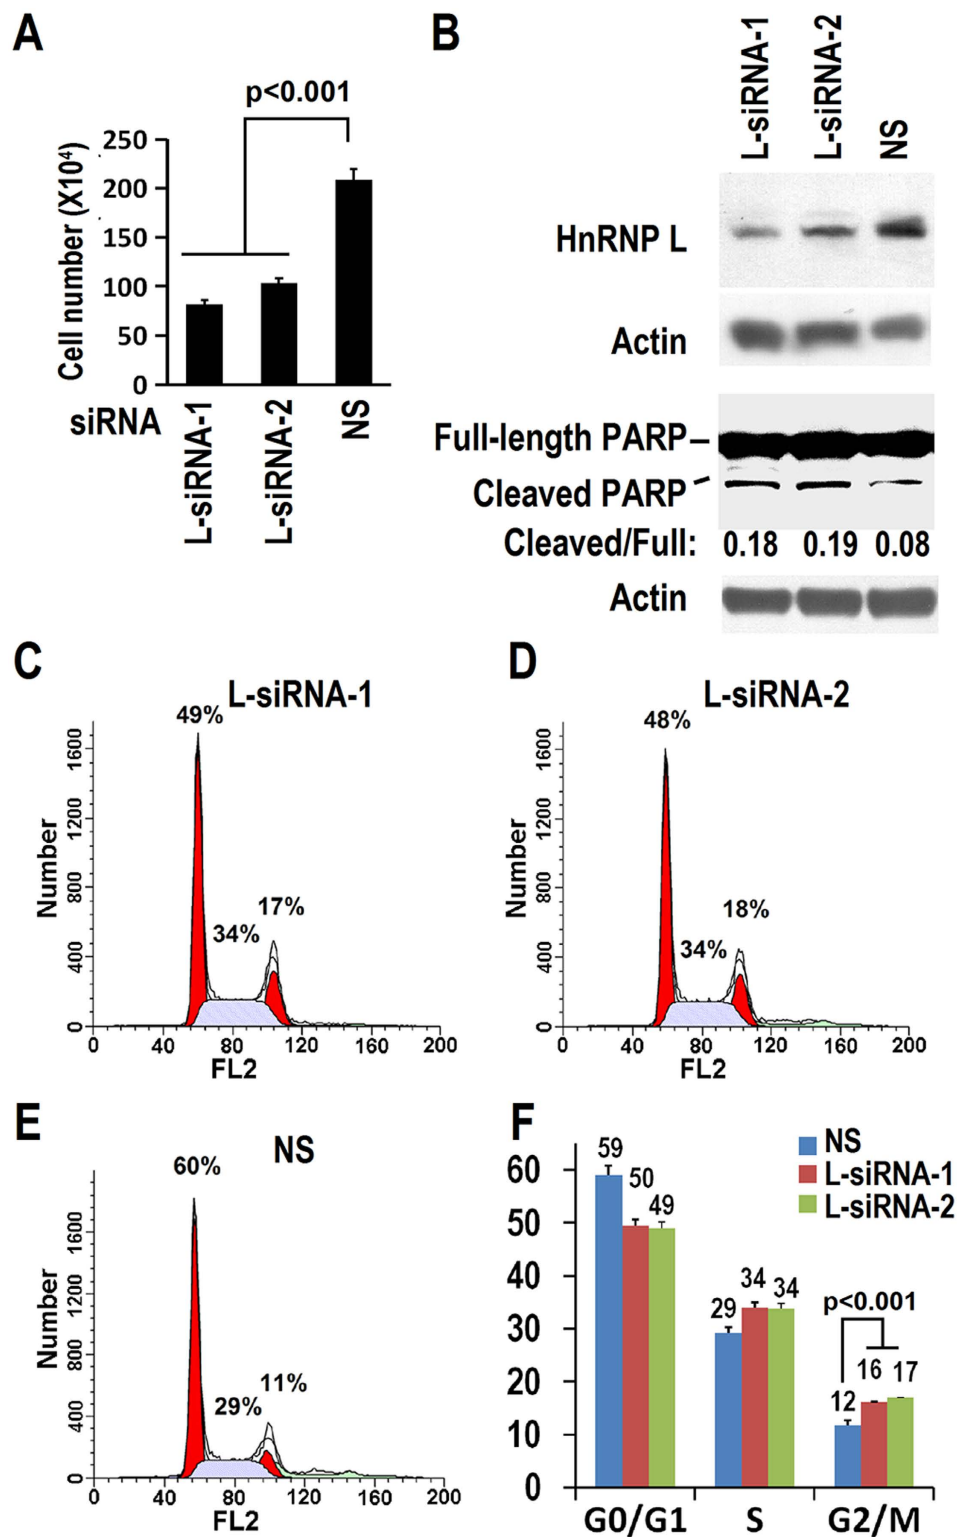 A
p<0.001
Cell number (X10⁴)
250
200
150
100
50
0
siRNA
L-siRNA-1
L-siRNA-2
NS
B
L-siRNA-1
L-siRNA-2
NS
HnRNP L
Actin
Full-length PARP
Cleaved PARP
Cleaved/Full: 0.18 0.19 0.08
Actin
C
L-siRNA-1
49%
17%
34%
Number
1600
1200
800
400
0
0 40 80 120 160 200
FL2
D
L-siRNA-2
48%
18%
34%
Number
1600
1200
800
400
0
0 40 80 120 160 200
FL2
E
NS
60%
11%
29%
Number
1600
1200
800
400
0
0 40 80 120 160 200
FL2
F
NS
L-siRNA-1
L-siRNA-2
60
50
40
30
20
10
0
59 50 49
29 34 34
p<0.001
12 16 17
G0/G1 S G2/M